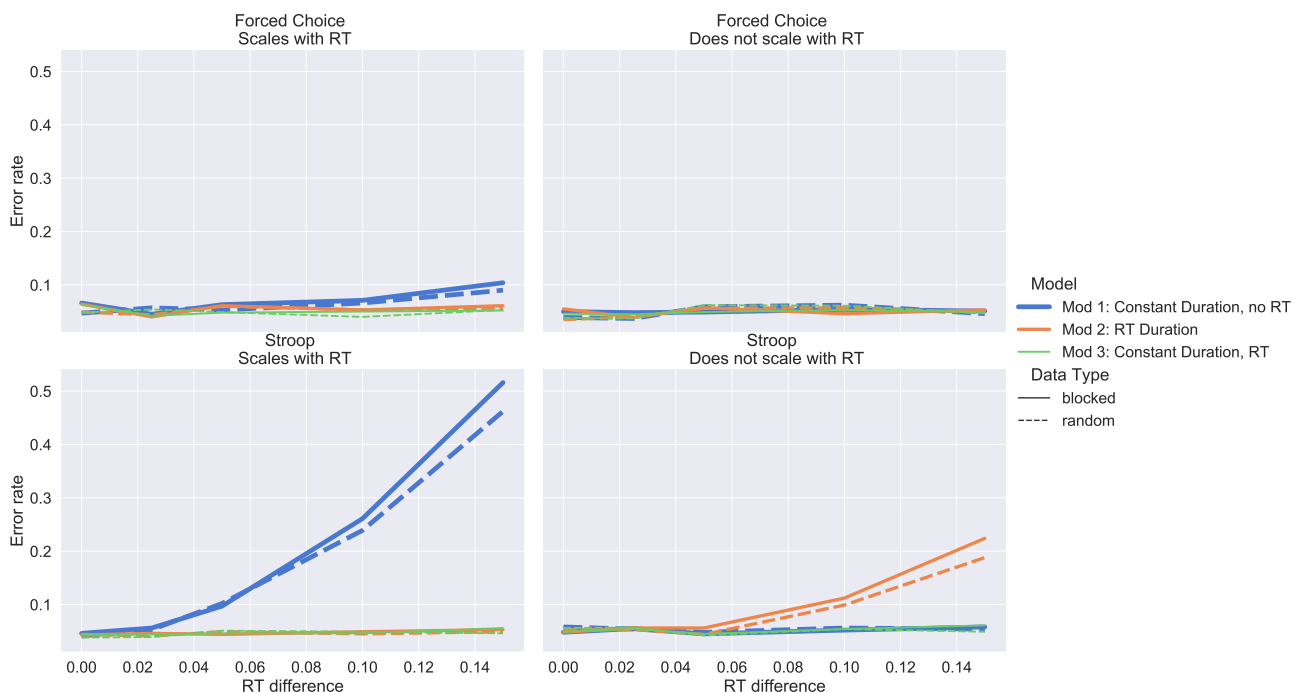 Forced Choice
Scales with RT
Forced Choice
Does not scale with RT
0.5
0.4
0.3
0.2
0.1
Error rate
Stroop
Scales with RT
Stroop
Does not scale with RT
0.5
0.4
0.3
0.2
0.1
Error rate
0.00 0.02 0.04 0.06 0.08 0.10 0.12 0.14
RT difference
0.00 0.02 0.04 0.06 0.08 0.10 0.12 0.14
RT difference
Model
Mod 1: Constant Duration, no RT
Mod 2: RT Duration
Mod 3: Constant Duration, RT
Data Type
blocked
random